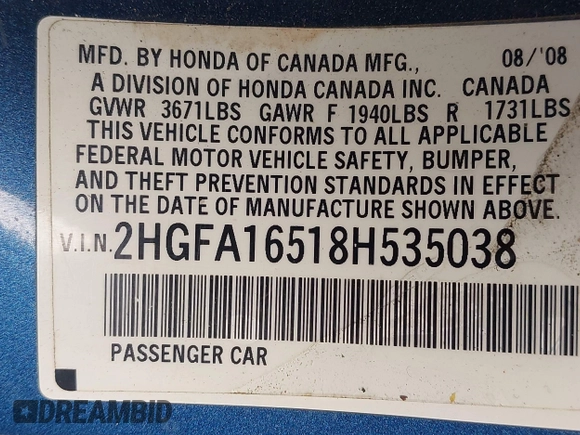 MFD. BY HONDA OF CANADA MFG., 08/'08
A DIVISION OF HONDA CANADA INC. CANADA
GVWR 3671LBS GAWR F 1940LBS R 1731LBS
THIS VEHICLE CONFORMS TO ALL APPLICABLE
FEDERAL MOTOR VEHICLE SAFETY, BUMPER,
AND THEFT PREVENTION STANDARDS IN EFFECT
ON THE DATE OF MANUFACTURE SHOWN ABOVE.
V.I.N. 2HGFA16518H535038
PASSENGER CAR
DREAMBID